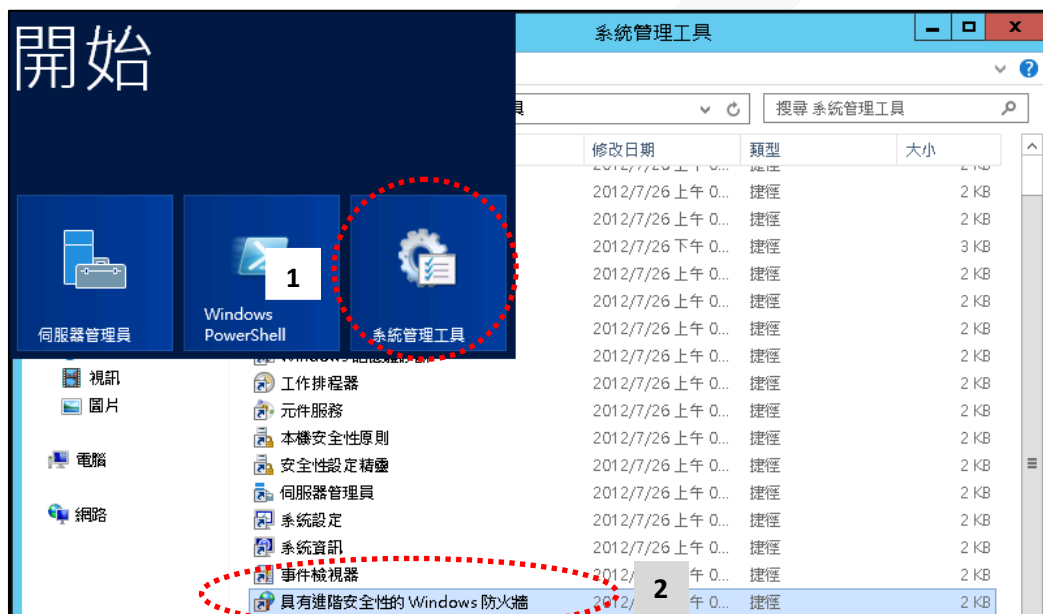 開始
系統管理工具
具
搜尋 系統管理工具
修改日期 類型 大小
捷徑 2 KB
2012/7/26 上午 0... 捷徑 2 KB
2012/7/26 上午 0... 捷徑 2 KB
2012/7/26 下午 0... 捷徑 3 KB
2012/7/26 上午 0... 捷徑 2 KB
2012/7/26 上午 0... 捷徑 2 KB
2012/7/26 上午 0... 捷徑 2 KB
1
伺服器管理員
Windows
PowerShell
系統管理工具
2012/7/26 上午 0... 捷徑 2 KB
視訊
工作排程器 2012/7/26 上午 0... 捷徑 2 KB
圖片
元件服務 2012/7/26 上午 0... 捷徑 2 KB
本機安全性原則 2012/7/26 上午 0... 捷徑 2 KB
電腦
安全性設定精靈 2012/7/26 上午 0... 捷徑 2 KB
伺服器管理員 2012/7/26 上午 0... 捷徑 2 KB
網路
系統設定 2012/7/26 上午 0... 捷徑 2 KB
系統資訊 2012/7/26 上午 0... 捷徑 2 KB
事件檢視器 2012/ 午 0... 捷徑 2 KB
具有進階安全性的 Windows 防火牆 2012/ 午 0... 捷徑 2 KB
2